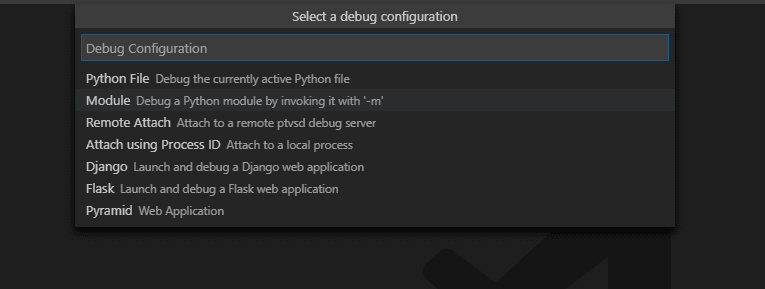 Select a debug configuration
Debug Configuration
Python File Debug the currently active Python file
Module Debug a Python module by invoking it with '-m'
Remote Attach Attach to a remote ptvsd debug server
Attach using Process ID Attach to a local process
Django Launch and debug a Django web application
Flask Launch and debug a Flask web application
Pyramid Web Application